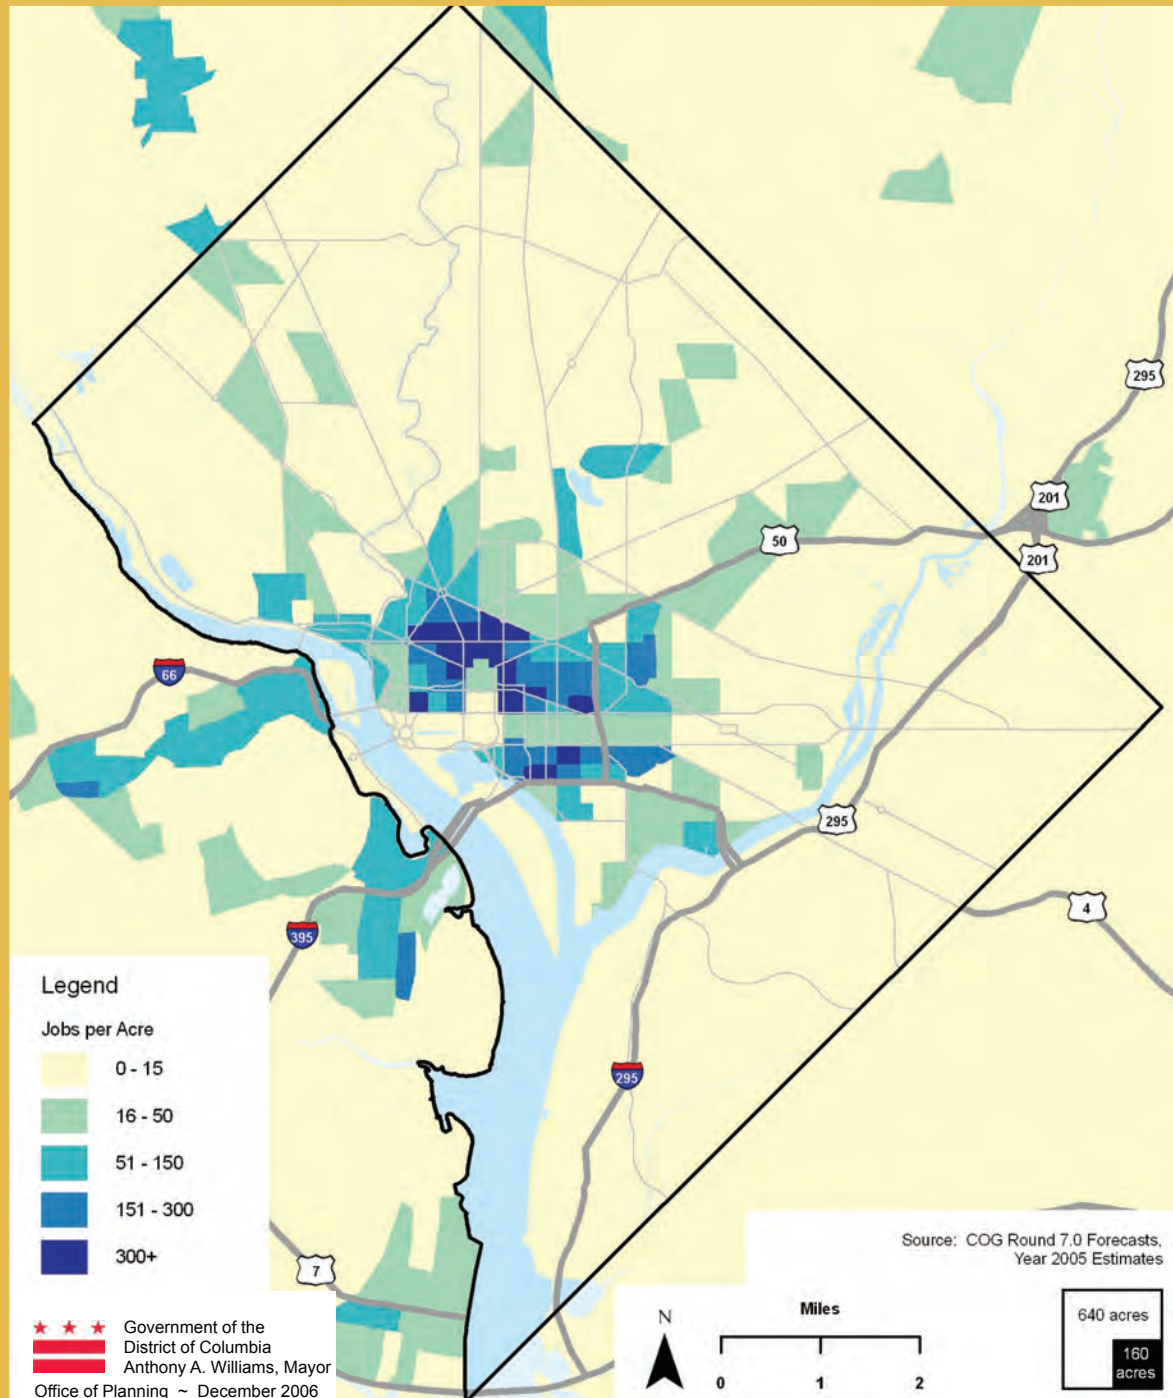 295
201
50
201
66
295
4
395
Legend
Jobs per Acre
0 - 15
16 - 50
51 - 150
151 - 300
300+
295
7
Source: COG Round 7.0 Forecasts,
Year 2005 Estimates
N
Miles
0 1 2
640 acres
160
acres
Government of the
District of Columbia
Anthony A. Williams, Mayor
Office of Planning ~ December 2006